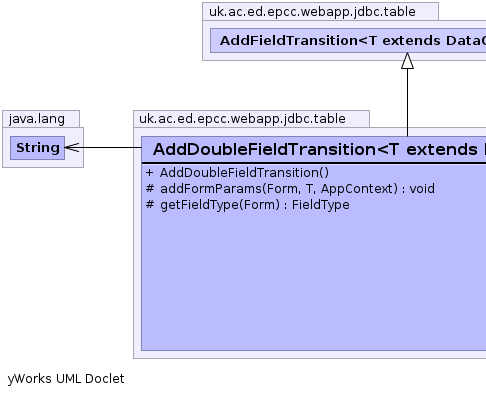 uk.ac.ed.epcc.webapp.jdbc.table
AddFieldTransition<T extends Data
java.lang
String
uk.ac.ed.epcc.webapp.jdbc.table
AddDoubleFieldTransition<T extends
+ AddDoubleFieldTransition()
# addFormParams(Form, T, AppContext) : void
# getFieldType(Form) : FieldType
yWorks UML Doclet